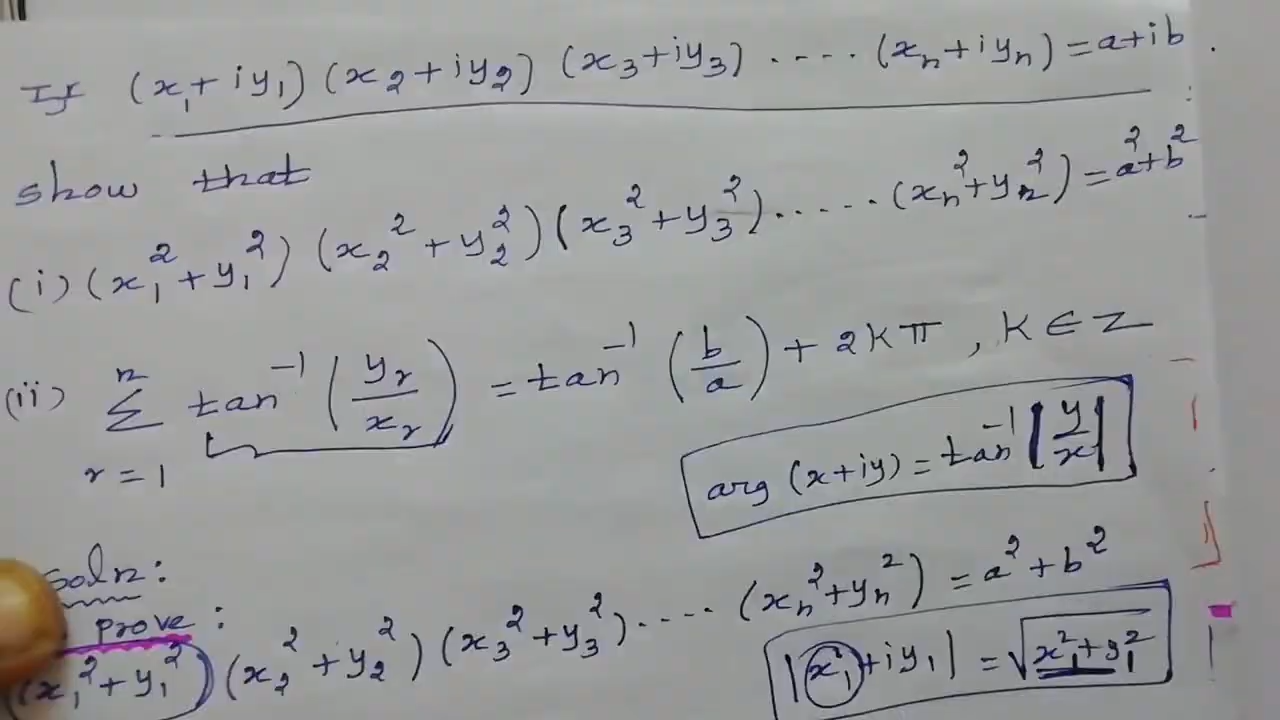 If (x₁+iy₁) (x₂+iy₂) (x₃+iy₃) ..... (xₙ+iyₙ) = a+ib.
show that
(i) (x₁²+y₁²) (x₂²+y₂²) (x₃²+y₃²) ...... (xₙ²+yₙ²) = a²+b²
(ii) n Σ r=1 tan⁻¹ (yᵣ/xᵣ) = tan⁻¹ (b/a) + 2kπ, k ∈ Z
arg (x+iy) = tan⁻¹ |y/x|
Soln:
prove :
(x₁²+y₁²) (x₂²+iy₂²) (x₃²+y₃²) ..... (xₙ²+yₙ²) = a²+b²
|x₁+iy₁| = √x₁²+y₁²